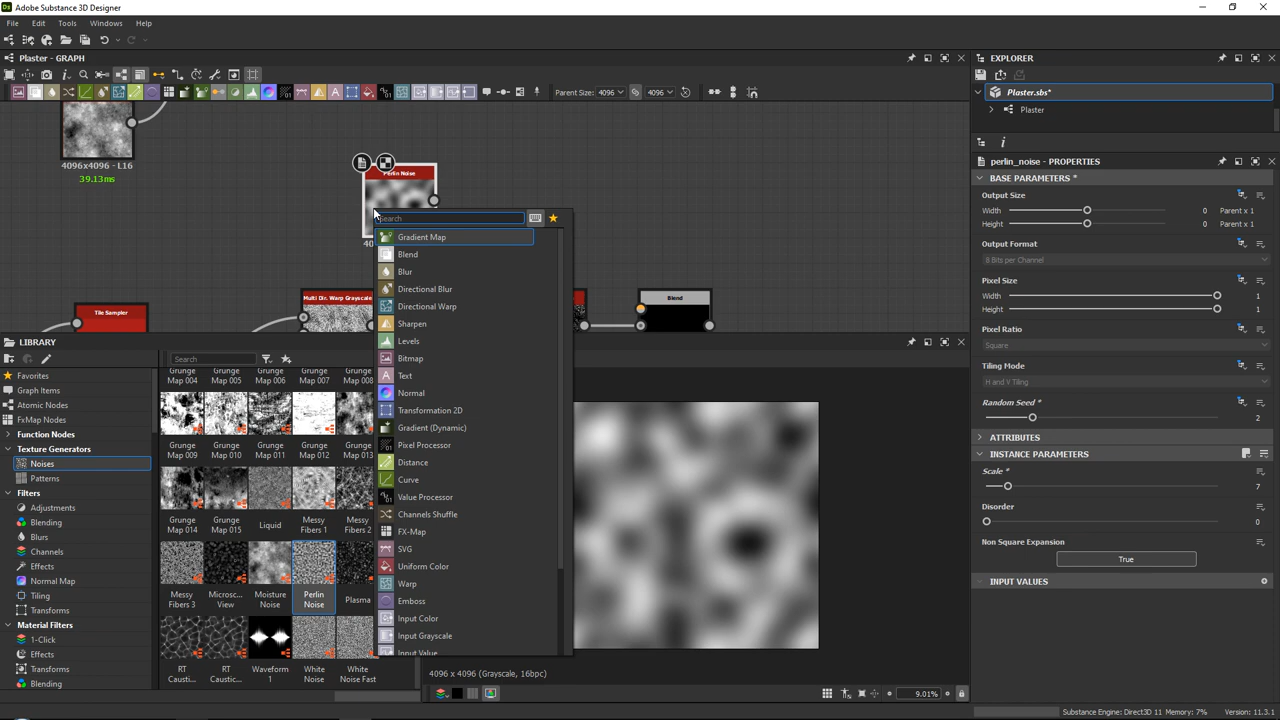 Adobe Substance 3D Designer
File Edit Tools Windows Help
Plaster - GRAPH
Parent Size: 4096 4096
4096x4096 - L16
39.13ms
Perlin Noise
40
Tile Sampler
Multi Dir. Warp Grayscale
Blend
Search
Gradient Map
Blend
Blur
Directional Blur
Directional Warp
Sharpen
Levels
Bitmap
Text
Normal
Transformation 2D
Gradient (Dynamic)
Pixel Processor
Distance
Curve
Value Processor
Channels Shuffle
FX-Map
SVG
Uniform Color
Warp
Emboss
Input Color
Input Grayscale
Input Value
LIBRARY
Search
Favorites
Graph Items
Atomic Nodes
FxMap Nodes
Function Nodes
Texture Generators
Noises
Patterns
Filters
Adjustments
Blending
Blurs
Channels
Effects
Normal Map
Tiling
Transforms
Material Filters
1-Click
Effects
Transforms
Blending
Grunge Grunge Grunge Grunge Grunge
Map 004 Map 005 Map 006 Map 007 Map 008
Grunge Grunge Grunge Grunge Grunge
Map 009 Map 010 Map 011 Map 012 Map 013
Grunge Grunge Liquid Messy Messy
Map 014 Map 015 Fibers 1 Fibers 2
Messy Microsc... Moisture Perlin Plasma
Fibers 3 View Noise Noise
RT RT Waveform White White
Causti... Caustic... 1 Noise Noise Fast
4096 x 4096 (Grayscale, 16bpc)
9.01%
EXPLORER
Plaster.sbs*
Plaster
perlin_noise - PROPERTIES
BASE PARAMETERS *
Output Size
Width 0 Parent x 1
Height 0 Parent x 1
Output Format
8 Bits per Channel
Pixel Size
Width 1
Height 1
Pixel Ratio
Square
Tiling Mode
H and V Tiling
Random Seed *
2
ATTRIBUTES
INSTANCE PARAMETERS
Scale *
7
Disorder
0
Non Square Expansion
True
INPUT VALUES
Substance Engine: Direct3D 11 Memory: 7% Version: 11.3.1